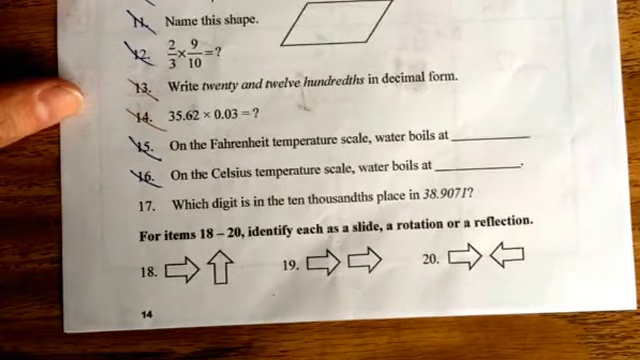 11. Name this shape.
12. 2/3 × 9/10 = ?
13. Write twenty and twelve hundredths in decimal form.
14. 35.62 × 0.03 = ?
15. On the Fahrenheit temperature scale, water boils at ____________
16. On the Celsius temperature scale, water boils at ____________.
17. Which digit is in the ten thousandths place in 38.9071?
For items 18 – 20, identify each as a slide, a rotation or a reflection.
18. 19. 20.
14